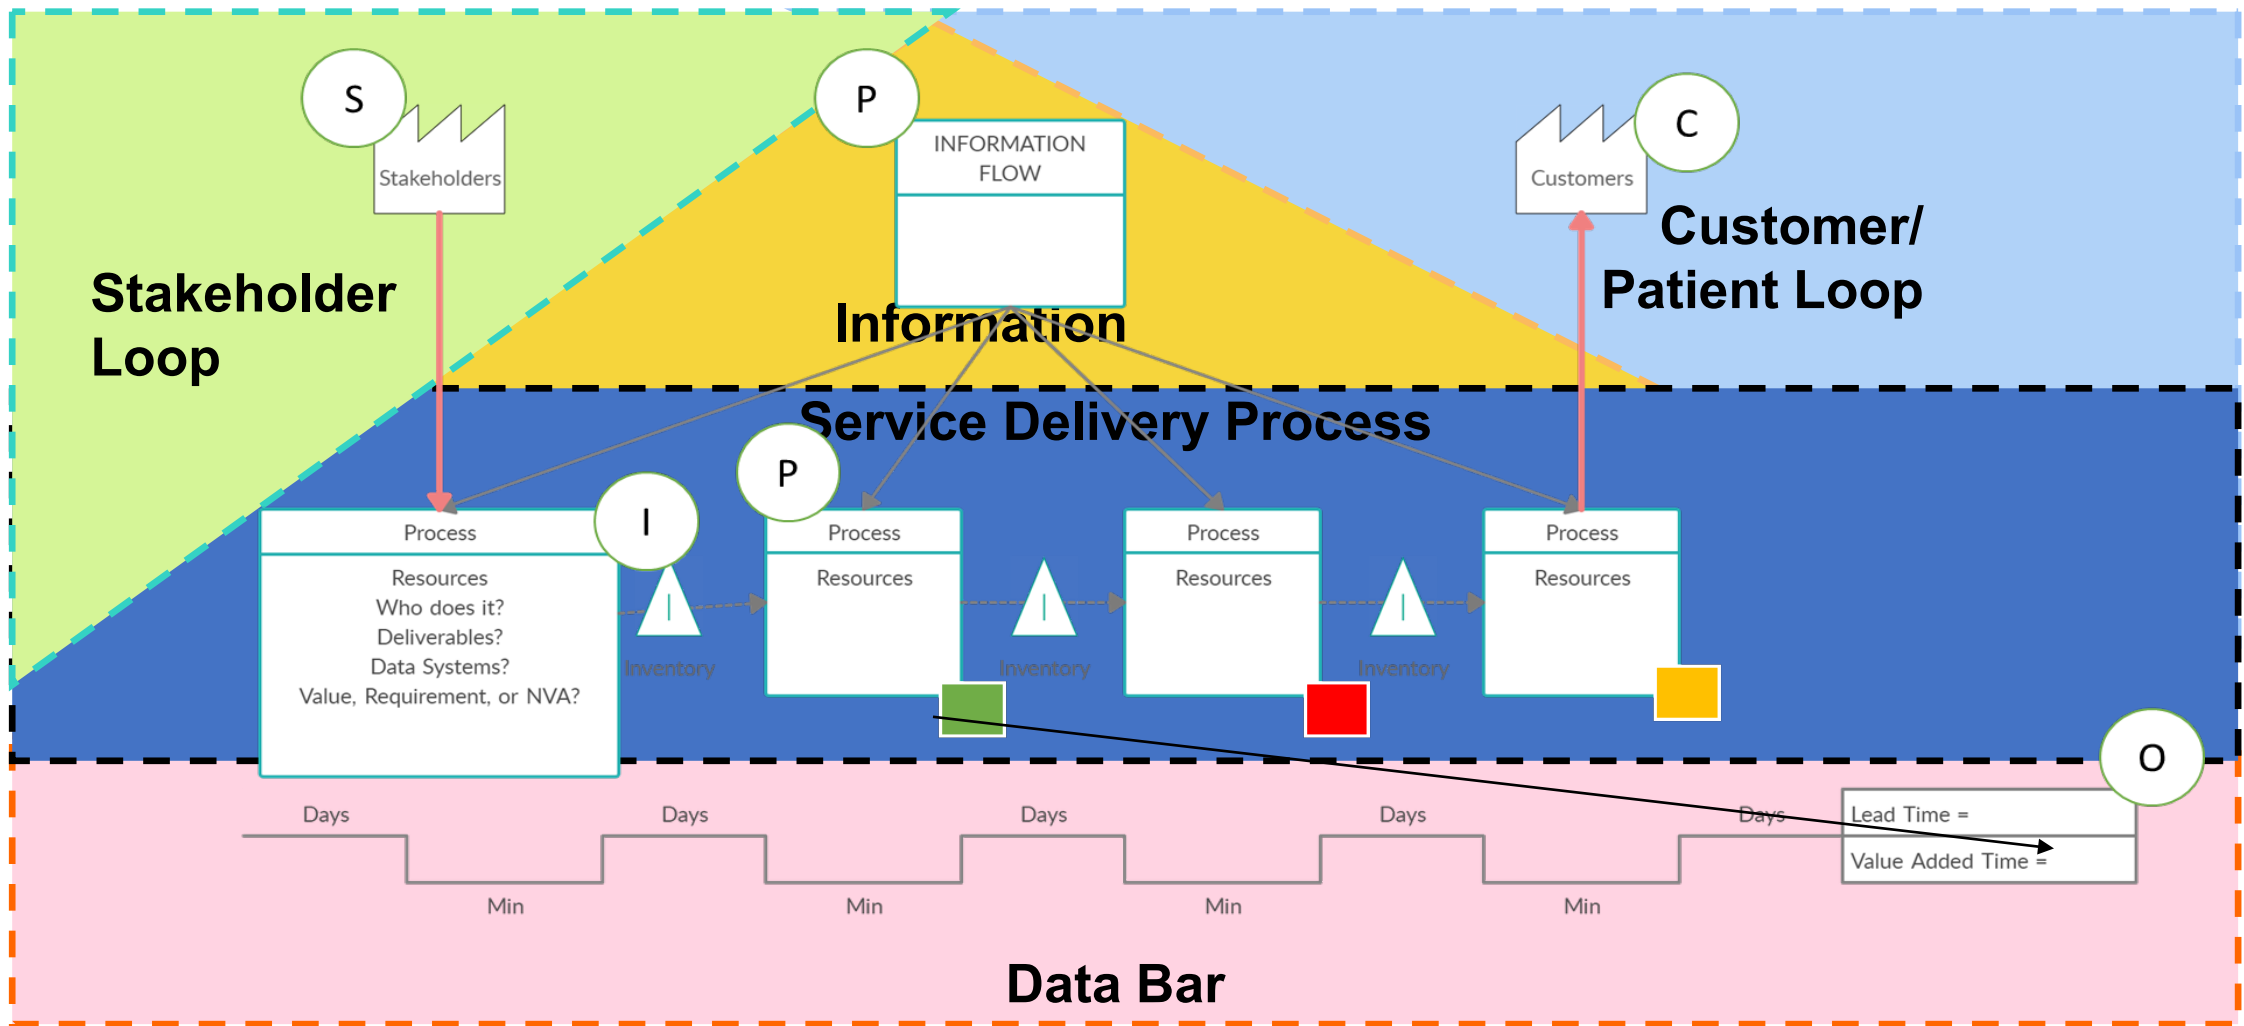 S
P
C
INFORMATION
FLOW
Stakeholders
Customers
Customer/
Patient Loop
Stakeholder
Loop
Information
Service Delivery Process
P
I
Process
Resources
Who does it?
Deliverables?
Data Systems?
Value, Requirement, or NVA?
I
Inventory
Process
Resources
I
Inventory
Process
Resources
I
Inventory
Process
Resources
O
Days
Days
Days
Days
Days
Lead Time =
Value Added Time =
Min
Min
Min
Min
Data Bar